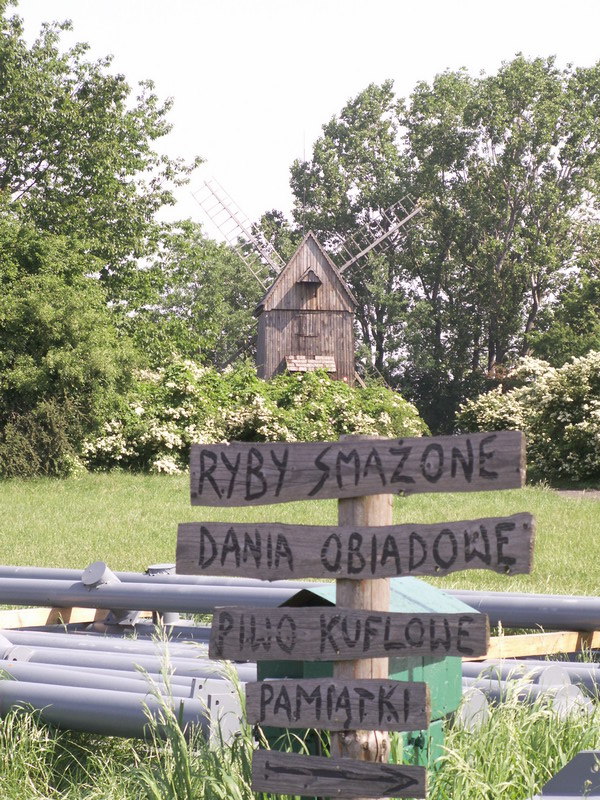 RYBY SMAŻONE
DANIA OBIADOWE
PIWO KUFLOWE
PAMIĄTKI